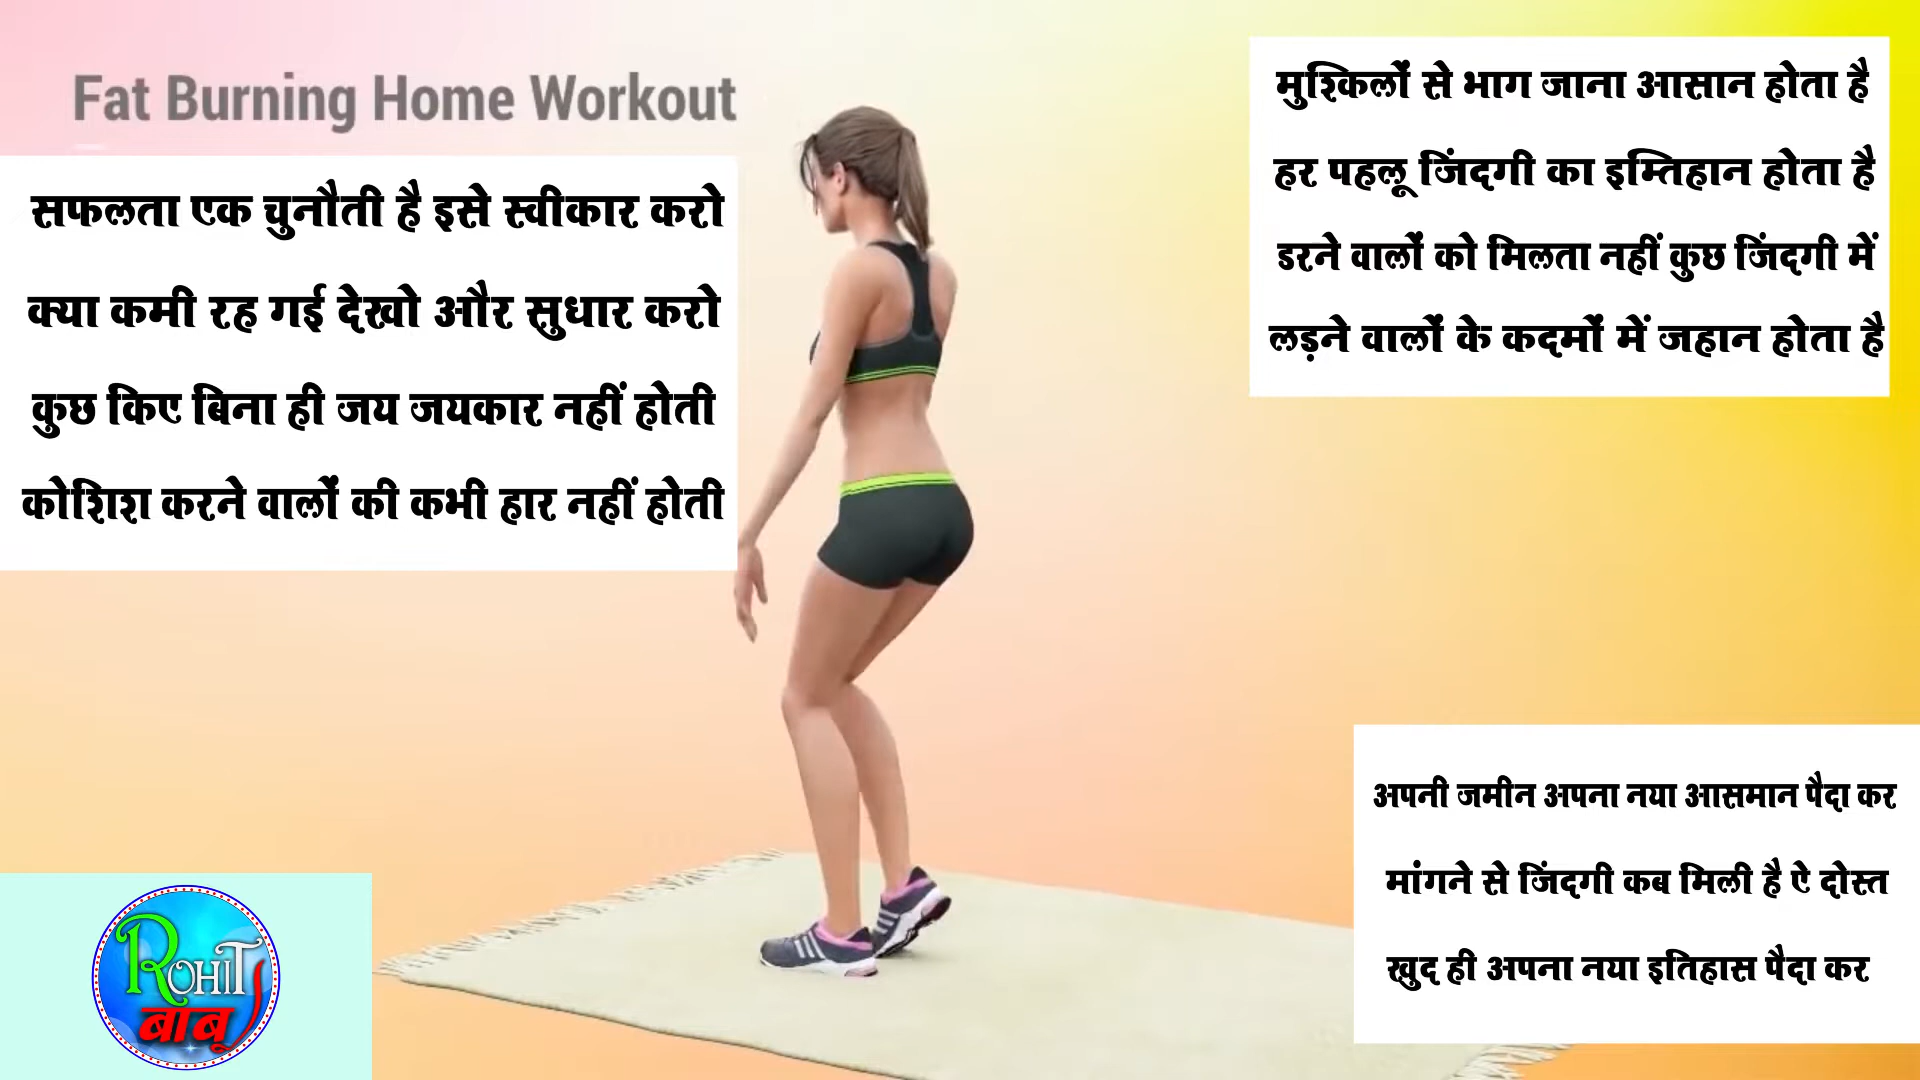 Fat Burning Home Workout
सफलता एक चुनौती है इसे स्वीकार करो
क्या कमी रह गई देखो और सुधार करो
कुछ किए बिना ही जय जयकार नहीं होती
कोशिश करने वालों की कभी हार नहीं होती
मुश्किलों से भाग जाना आसान होता है
हर पहलू जिंदगी का इम्तिहान होता है
डरने वालों को मिलता नहीं कुछ जिंदगी में
लड़ने वालों के कदमों में जहान होता है
अपनी जमीन अपना नया आसमान पैदा कर
मांगने से जिंदगी कब मिली है ऐ दोस्त
खुद ही अपना नया इतिहास पैदा कर
ROHIT
बाबू